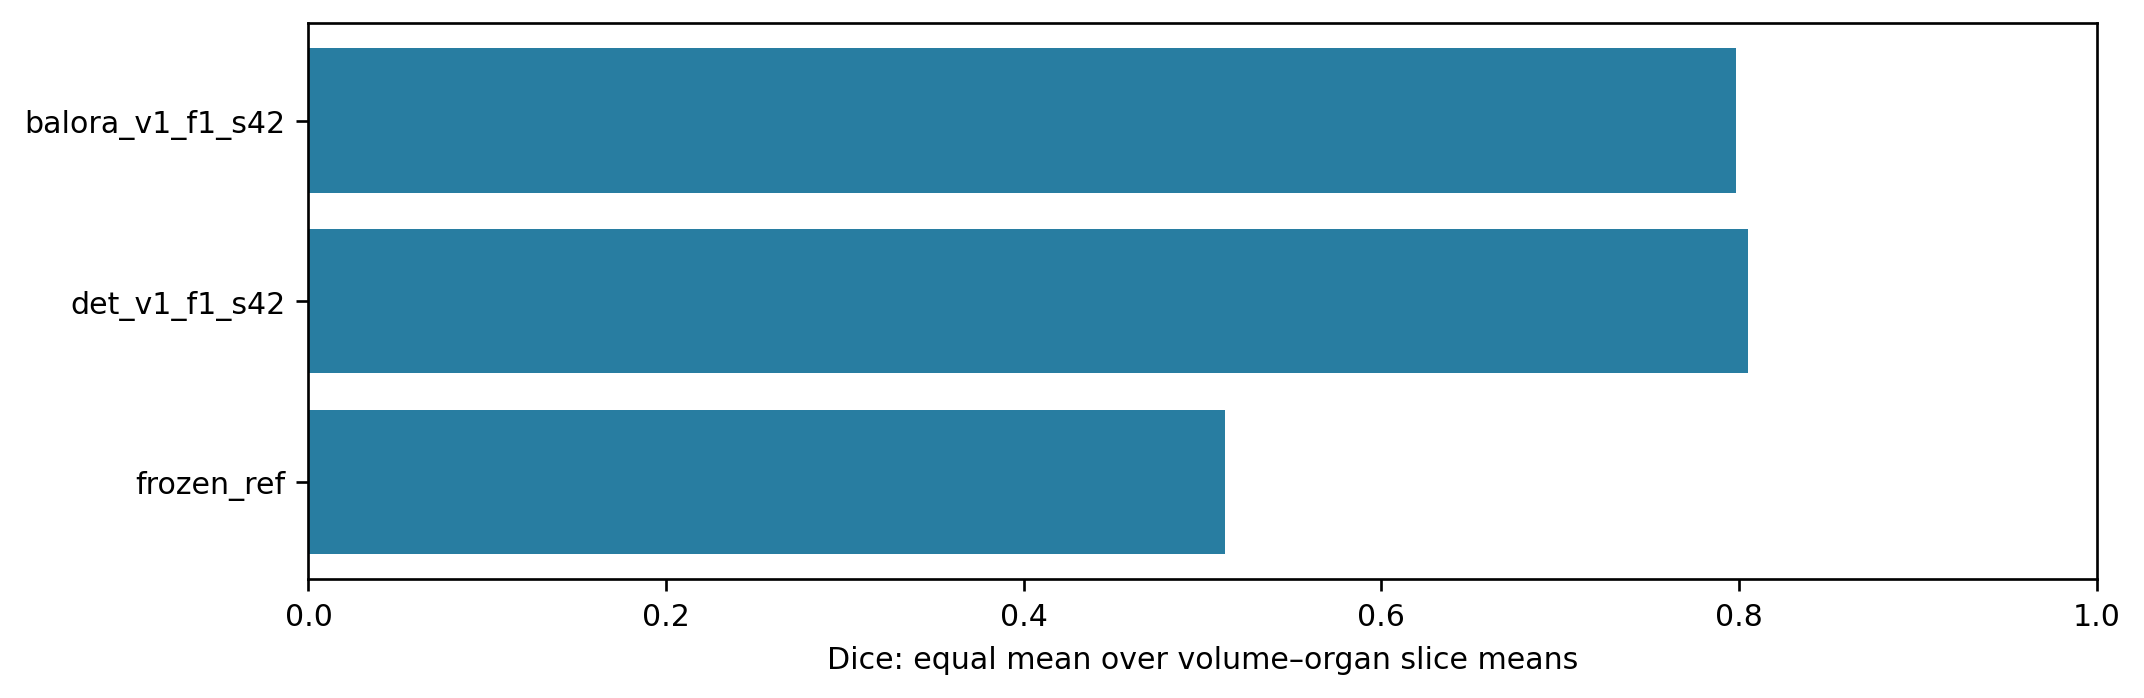 balora_v1_f1_s42
det_v1_f1_s42
frozen_ref
0.0 0.2 0.4 0.6 0.8 1.0
Dice: equal mean over volume–organ slice means